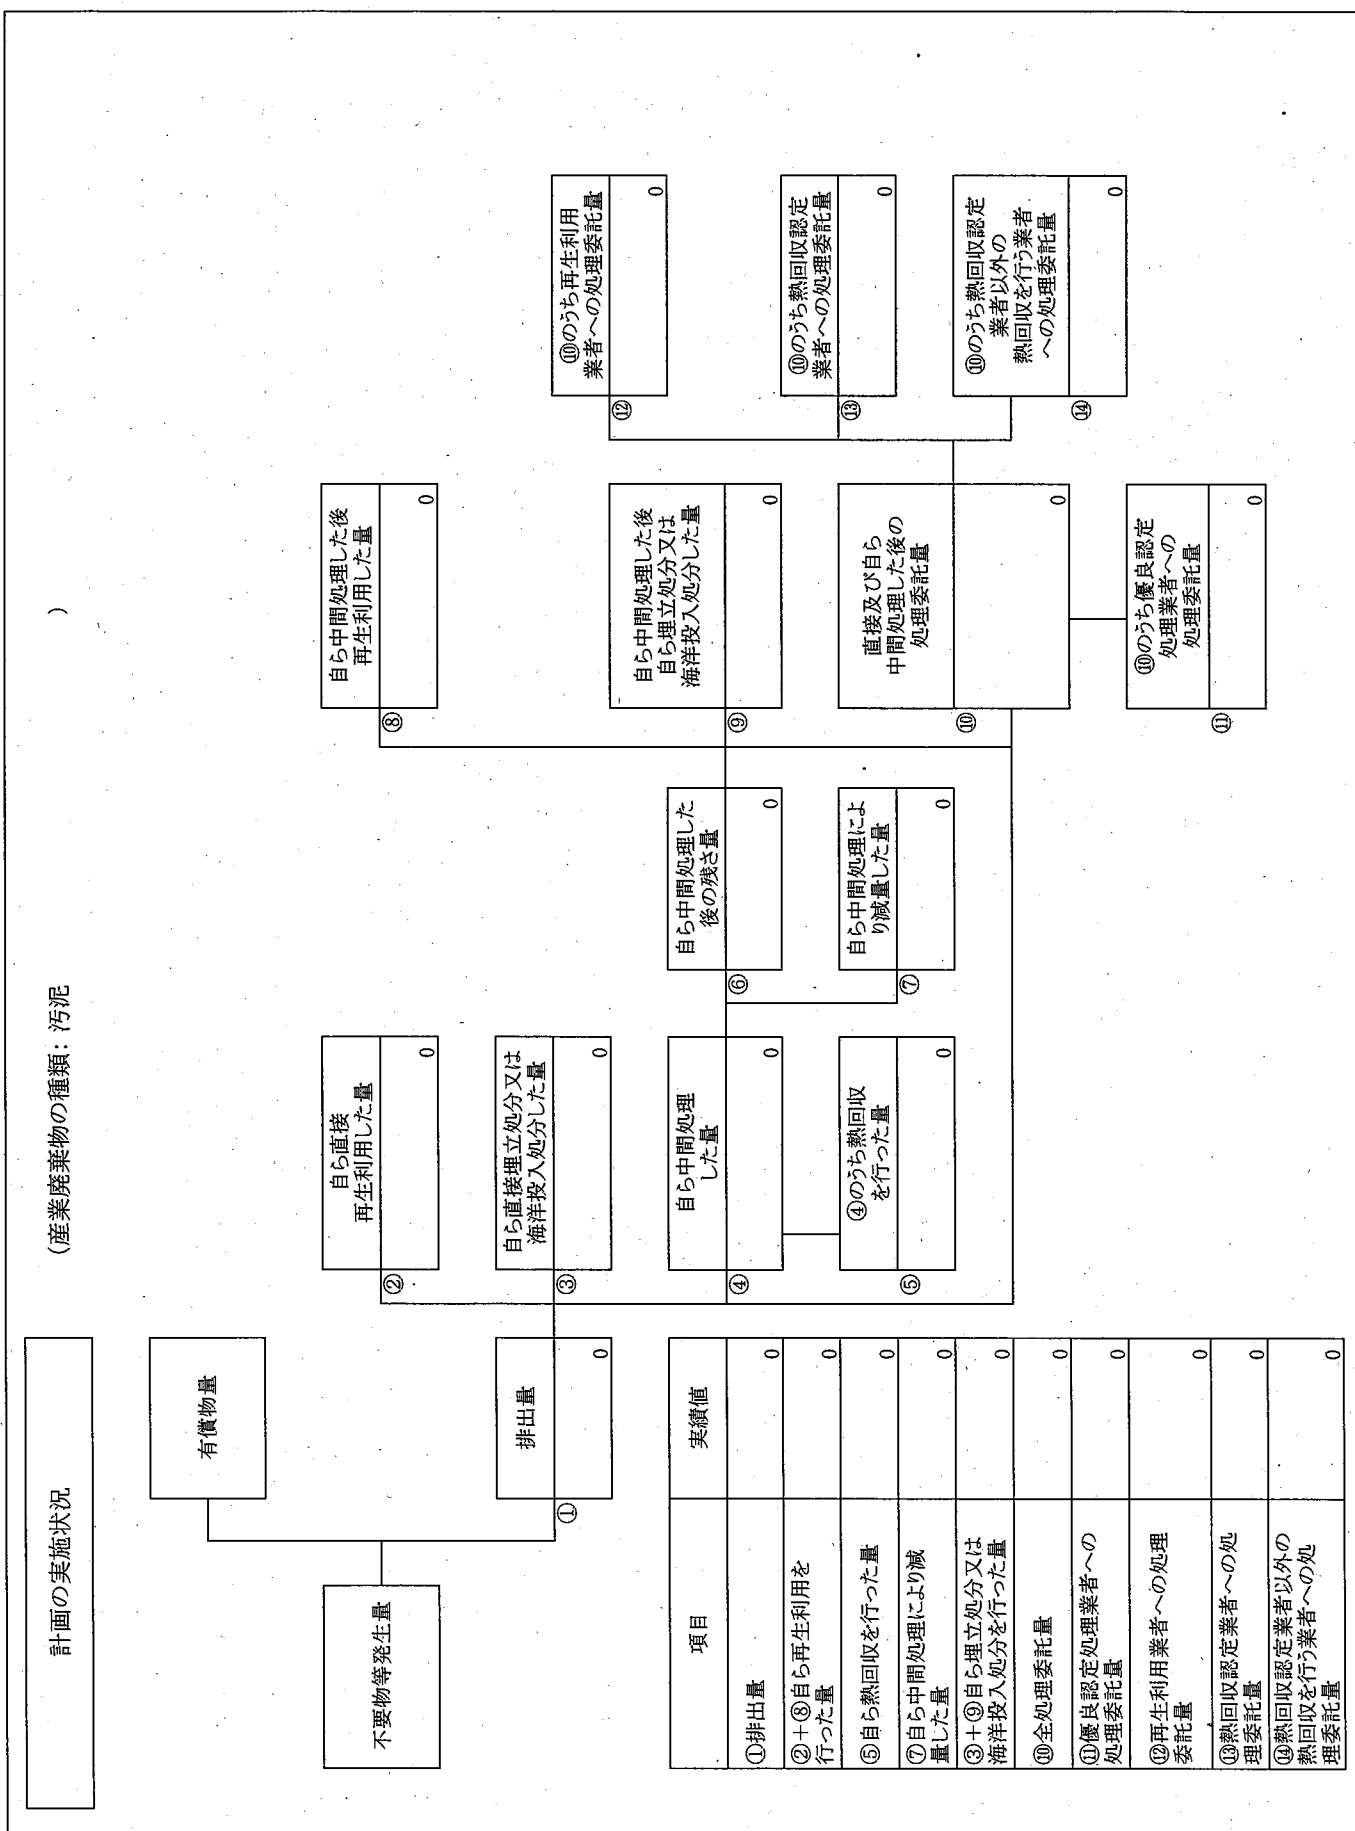 計画の実施状況
(産業廃棄物の種類：汚泥
)
不要物等発生量
有償物量
①
排出量
0
②
自ら直接
再生利用した量
0
③
自ら直接埋立処分又は
海洋投入処分した量
0
④
自ら中間処理
した量
0
⑤
④のうち熱回収
を行った量
0
⑥
自ら中間処理した
後の残さ量
0
⑦
自ら中間処理によ
り減量した量
0
⑧
自ら中間処理した後
再生利用した量
0
⑨
自ら中間処理した後
自ら埋立処分又は
海洋投入処分した量
0
⑩
直接及び自ら
中間処理した後の
処理委託量
0
⑪
⑩のうち優良認定
処理業者への
処理委託量
0
⑫
⑩のうち再生利用
業者への処理委託量
0
⑬
⑩のうち熱回収認定
業者への処理委託量
0
⑭
⑩のうち熱回収認定
業者以外の
熱回収を行う業者
への処理委託量
0
項目 実績値
①排出量 0
②＋⑧自ら再生利用を
行った量 0
⑤自ら熱回収を行った量 0
⑦自ら中間処理により減
量した量 0
③＋⑨自ら埋立処分又は
海洋投入処分を行った量 0
⑩全処理委託量 0
⑪優良認定処理業者への
処理委託量 0
⑫再生利用業者への処理
委託量 0
⑬熱回収認定業者への処
理委託量 0
⑭熱回収認定業者以外の
熱回収を行う業者への処
理委託量 0